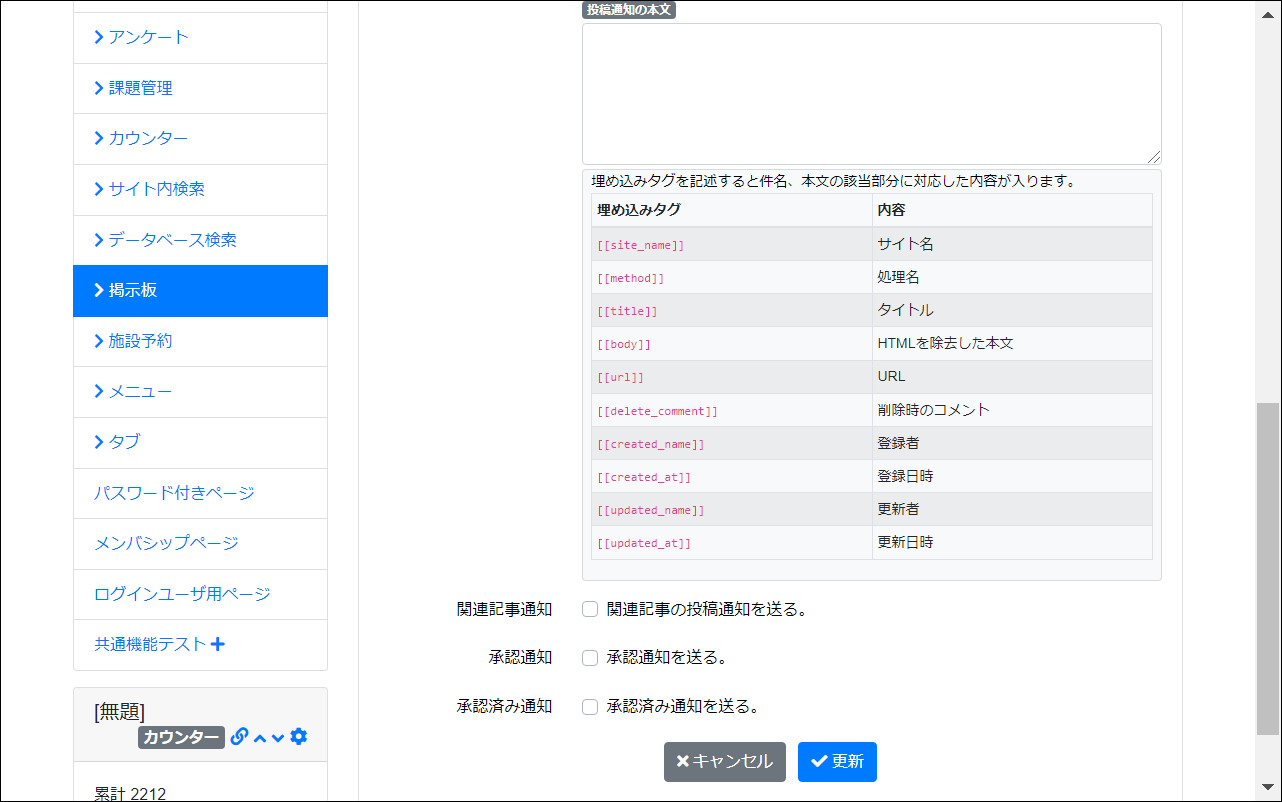 アンケート
課題管理
カウンター
サイト内検索
データベース検索
掲示板
施設予約
メニュー
タブ
パスワード付きページ
メンバシップページ
ログインユーザ用ページ
共通機能テスト
[無題]
カウンター
累計 2212
投稿通知の本文
埋め込みタグを記述すると件名、本文の該当部分に対応した内容が入ります。
埋め込みタグ 内容
[[site_name]] サイト名
[[method]] 処理名
[[title]] タイトル
[[body]] HTMLを除去した本文
[[url]] URL
[[delete_comment]] 削除時のコメント
[[created_name]] 登録者
[[created_at]] 登録日時
[[updated_name]] 更新者
[[updated_at]] 更新日時
関連記事通知 関連記事の投稿通知を送る。
承認通知 承認通知を送る。
承認済み通知 承認済み通知を送る。
キャンセル 更新